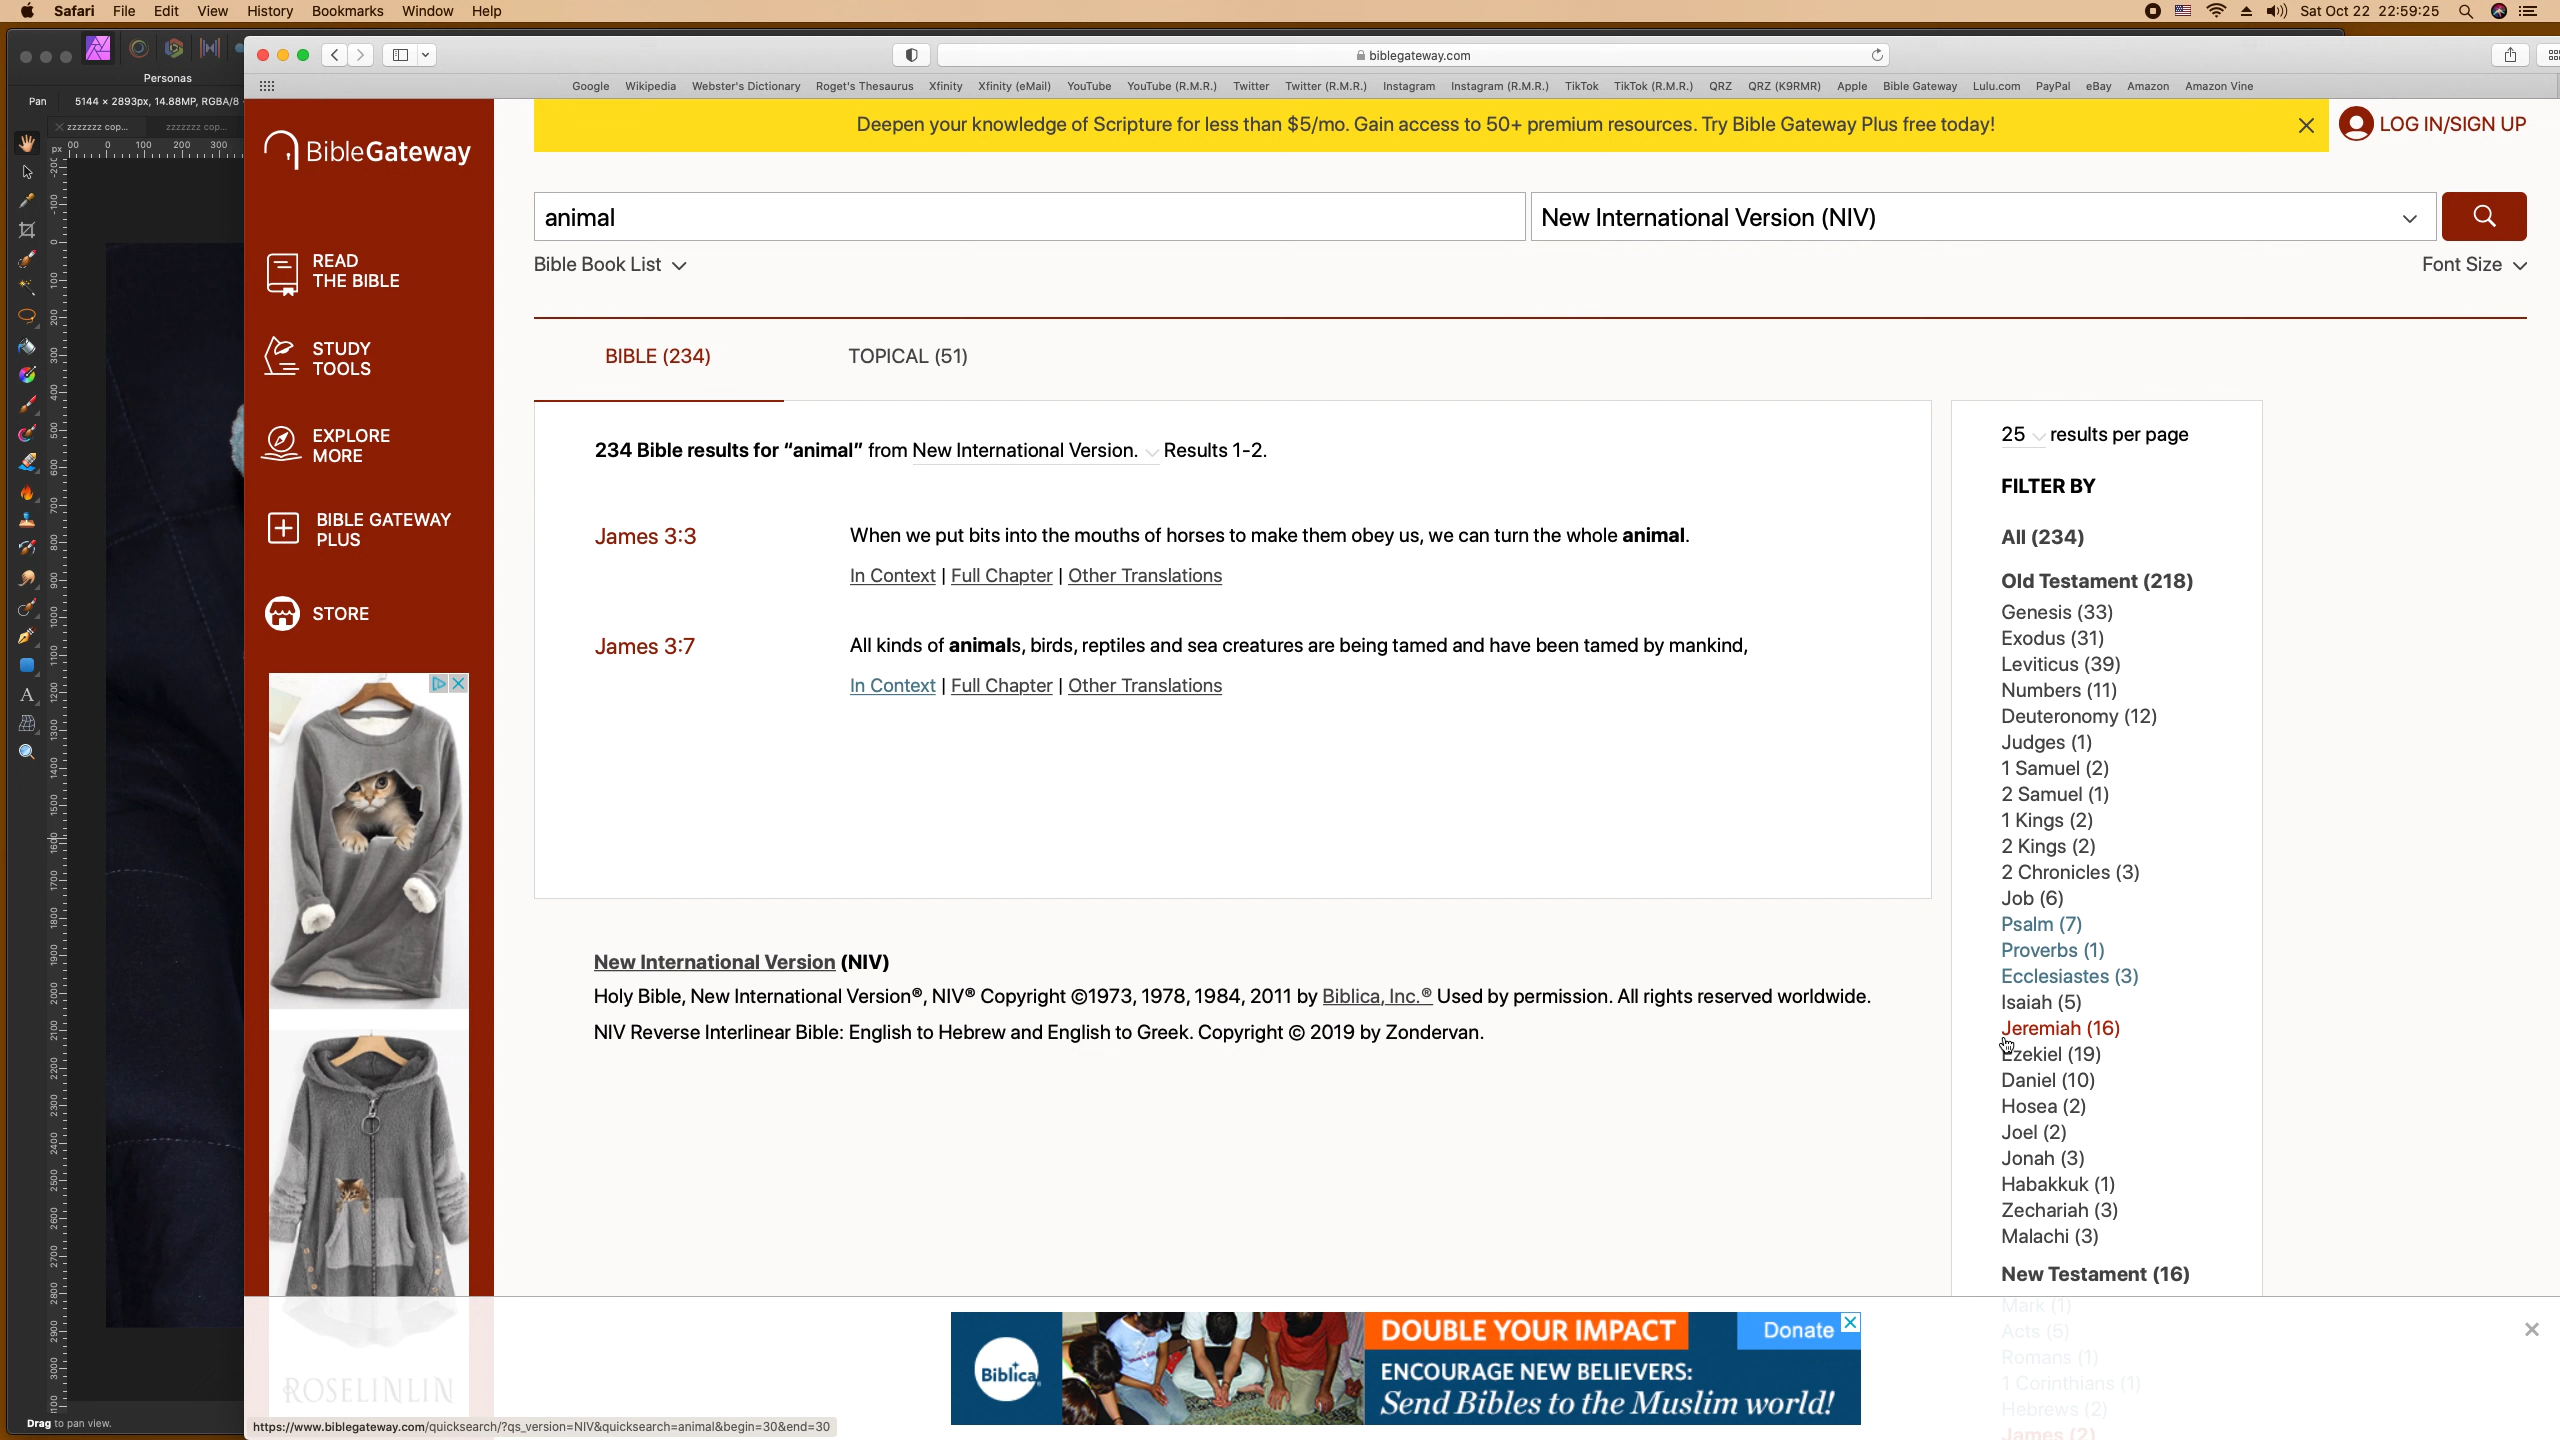 Safari File Edit View History Bookmarks Window Help
Sat Oct 22 22:59:25
Personas
Pan 5144 × 2893px, 14.88MP, RGBA/8
zzzzzzz cop... zzzzzzz cop...
biblegateway.com
Google Wikipedia Webster's Dictionary Roget's Thesaurus Xfinity Xfinity (eMail) YouTube YouTube (R.M.R.) Twitter Twitter (R.M.R.) Instagram Instagram (R.M.R.) TikTok TikTok (R.M.R.) QRZ QRZ (K9RMR) Apple Bible Gateway Lulu.com PayPal eBay Amazon Amazon Vine
BibleGateway
Deepen your knowledge of Scripture for less than $5/mo. Gain access to 50+ premium resources. Try Bible Gateway Plus free today!
LOG IN/SIGN UP
animal
New International Version (NIV)
Bible Book List
Font Size
READ
THE BIBLE
STUDY
TOOLS
EXPLORE
MORE
BIBLE GATEWAY
PLUS
STORE
BIBLE (234) TOPICAL (51)
234 Bible results for “animal” from New International Version. Results 1-2.
James 3:3 When we put bits into the mouths of horses to make them obey us, we can turn the whole animal.
In Context | Full Chapter | Other Translations
James 3:7 All kinds of animals, birds, reptiles and sea creatures are being tamed and have been tamed by mankind,
In Context | Full Chapter | Other Translations
New International Version (NIV)
Holy Bible, New International Version®, NIV® Copyright ©1973, 1978, 1984, 2011 by Biblica, Inc.® Used by permission. All rights reserved worldwide.
NIV Reverse Interlinear Bible: English to Hebrew and English to Greek. Copyright © 2019 by Zondervan.
25 results per page
FILTER BY
All (234)
Old Testament (218)
Genesis (33)
Exodus (31)
Leviticus (39)
Numbers (11)
Deuteronomy (12)
Judges (1)
1 Samuel (2)
2 Samuel (1)
1 Kings (2)
2 Kings (2)
2 Chronicles (3)
Job (6)
Psalm (7)
Proverbs (1)
Ecclesiastes (3)
Isaiah (5)
Jeremiah (16)
Ezekiel (19)
Daniel (10)
Hosea (2)
Joel (2)
Jonah (3)
Habakkuk (1)
Zechariah (3)
Malachi (3)
New Testament (16)
Mark (1)
Acts (5)
Romans (1)
1 Corinthians (1)
Hebrews (2)
James (2)
ROSELINLIN
Biblica
DOUBLE YOUR IMPACT
Donate
ENCOURAGE NEW BELIEVERS:
Send Bibles to the Muslim world!
Drag to pan view.
https://www.biblegateway.com/quicksearch/?qs_version=NIV&quicksearch=animal&begin=30&end=30